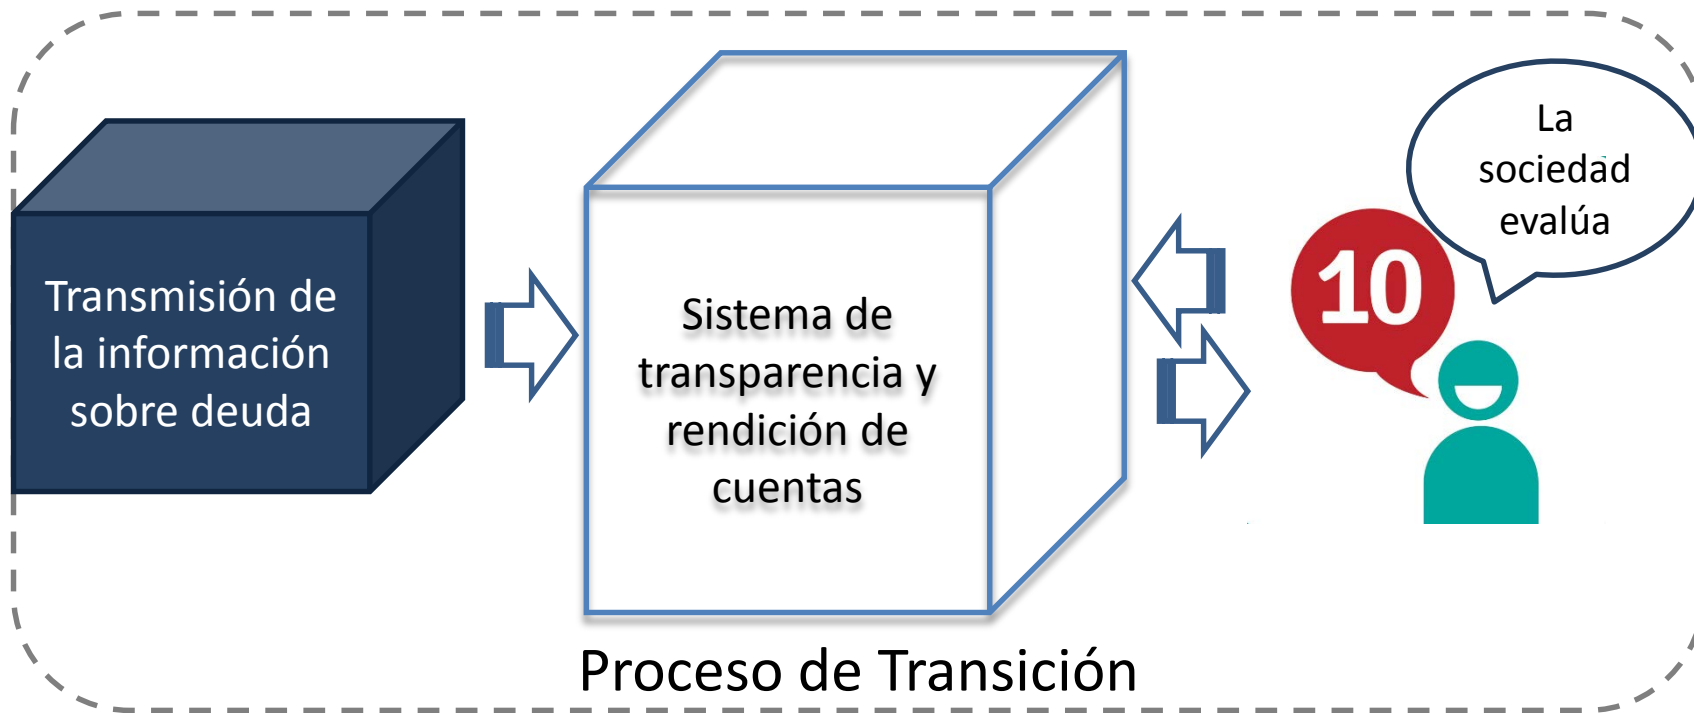 Transmisión de
la información
sobre deuda
Sistema de
transparencia y
rendición de
cuentas
La
sociedad
evalúa
10
Proceso de Transición